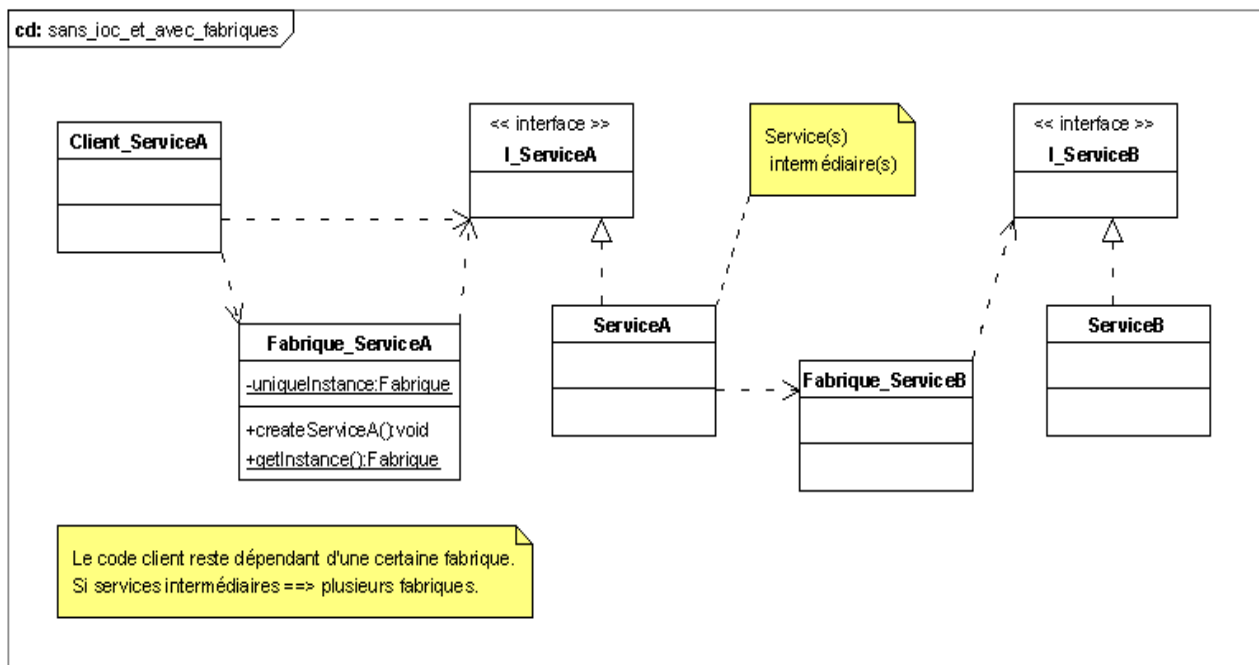 cd: sans_ioc_et_avec_fabriques
Client_ServiceA
<< interface >>
I_ServiceA
Service(s)
intermédiaire(s)
<< interface >>
I_ServiceB
Fabrique_ServiceA
-uniqueInstance:Fabrique
+createServiceA():void
+getInstance():Fabrique
ServiceA
Fabrique_ServiceB
ServiceB
Le code client reste dépendant d'une certaine fabrique.
Si services intermédiaires ==> plusieurs fabriques.